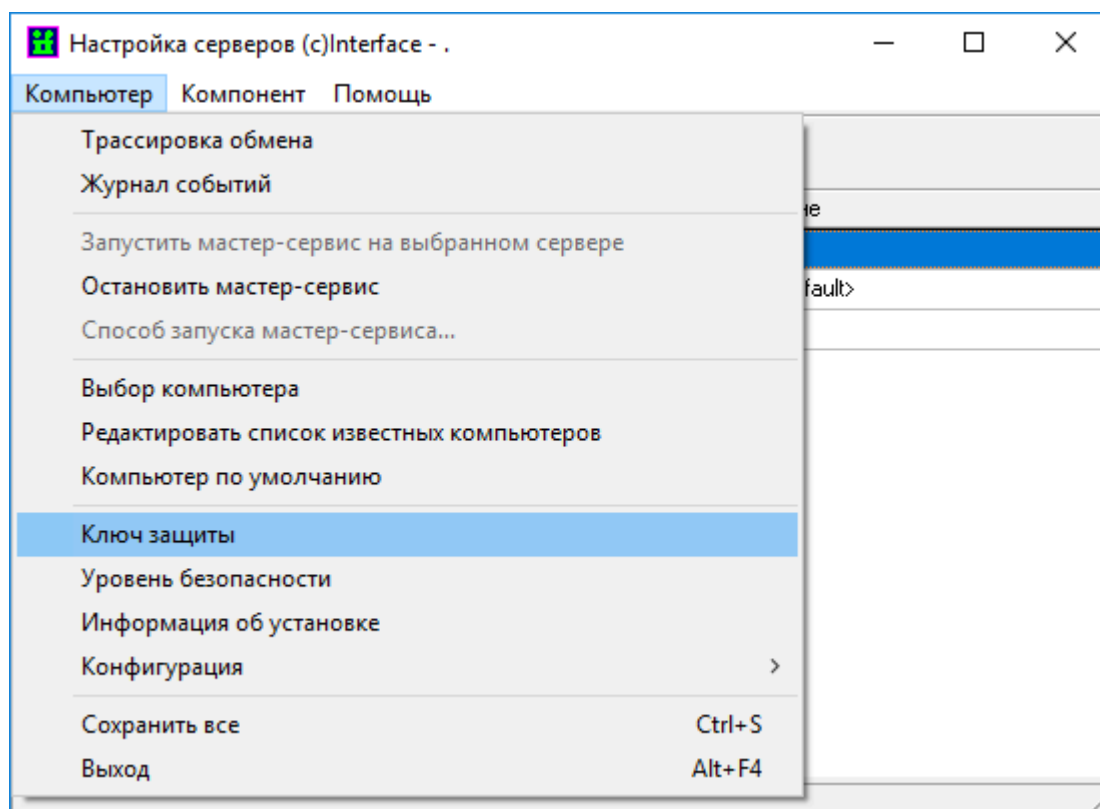 Настройка серверов (c)Interface - .
Компьютер Компонент Помощь
Трассировка обмена
Журнал событий
Запустить мастер-сервис на выбранном сервере
Остановить мастер-сервис
Способ запуска мастер-сервиса...
Выбор компьютера
Редактировать список известных компьютеров
Компьютер по умолчанию
Ключ защиты
Уровень безопасности
Информация об установке
Конфигурация
Сохранить все Ctrl+S
Выход Alt+F4
fault>